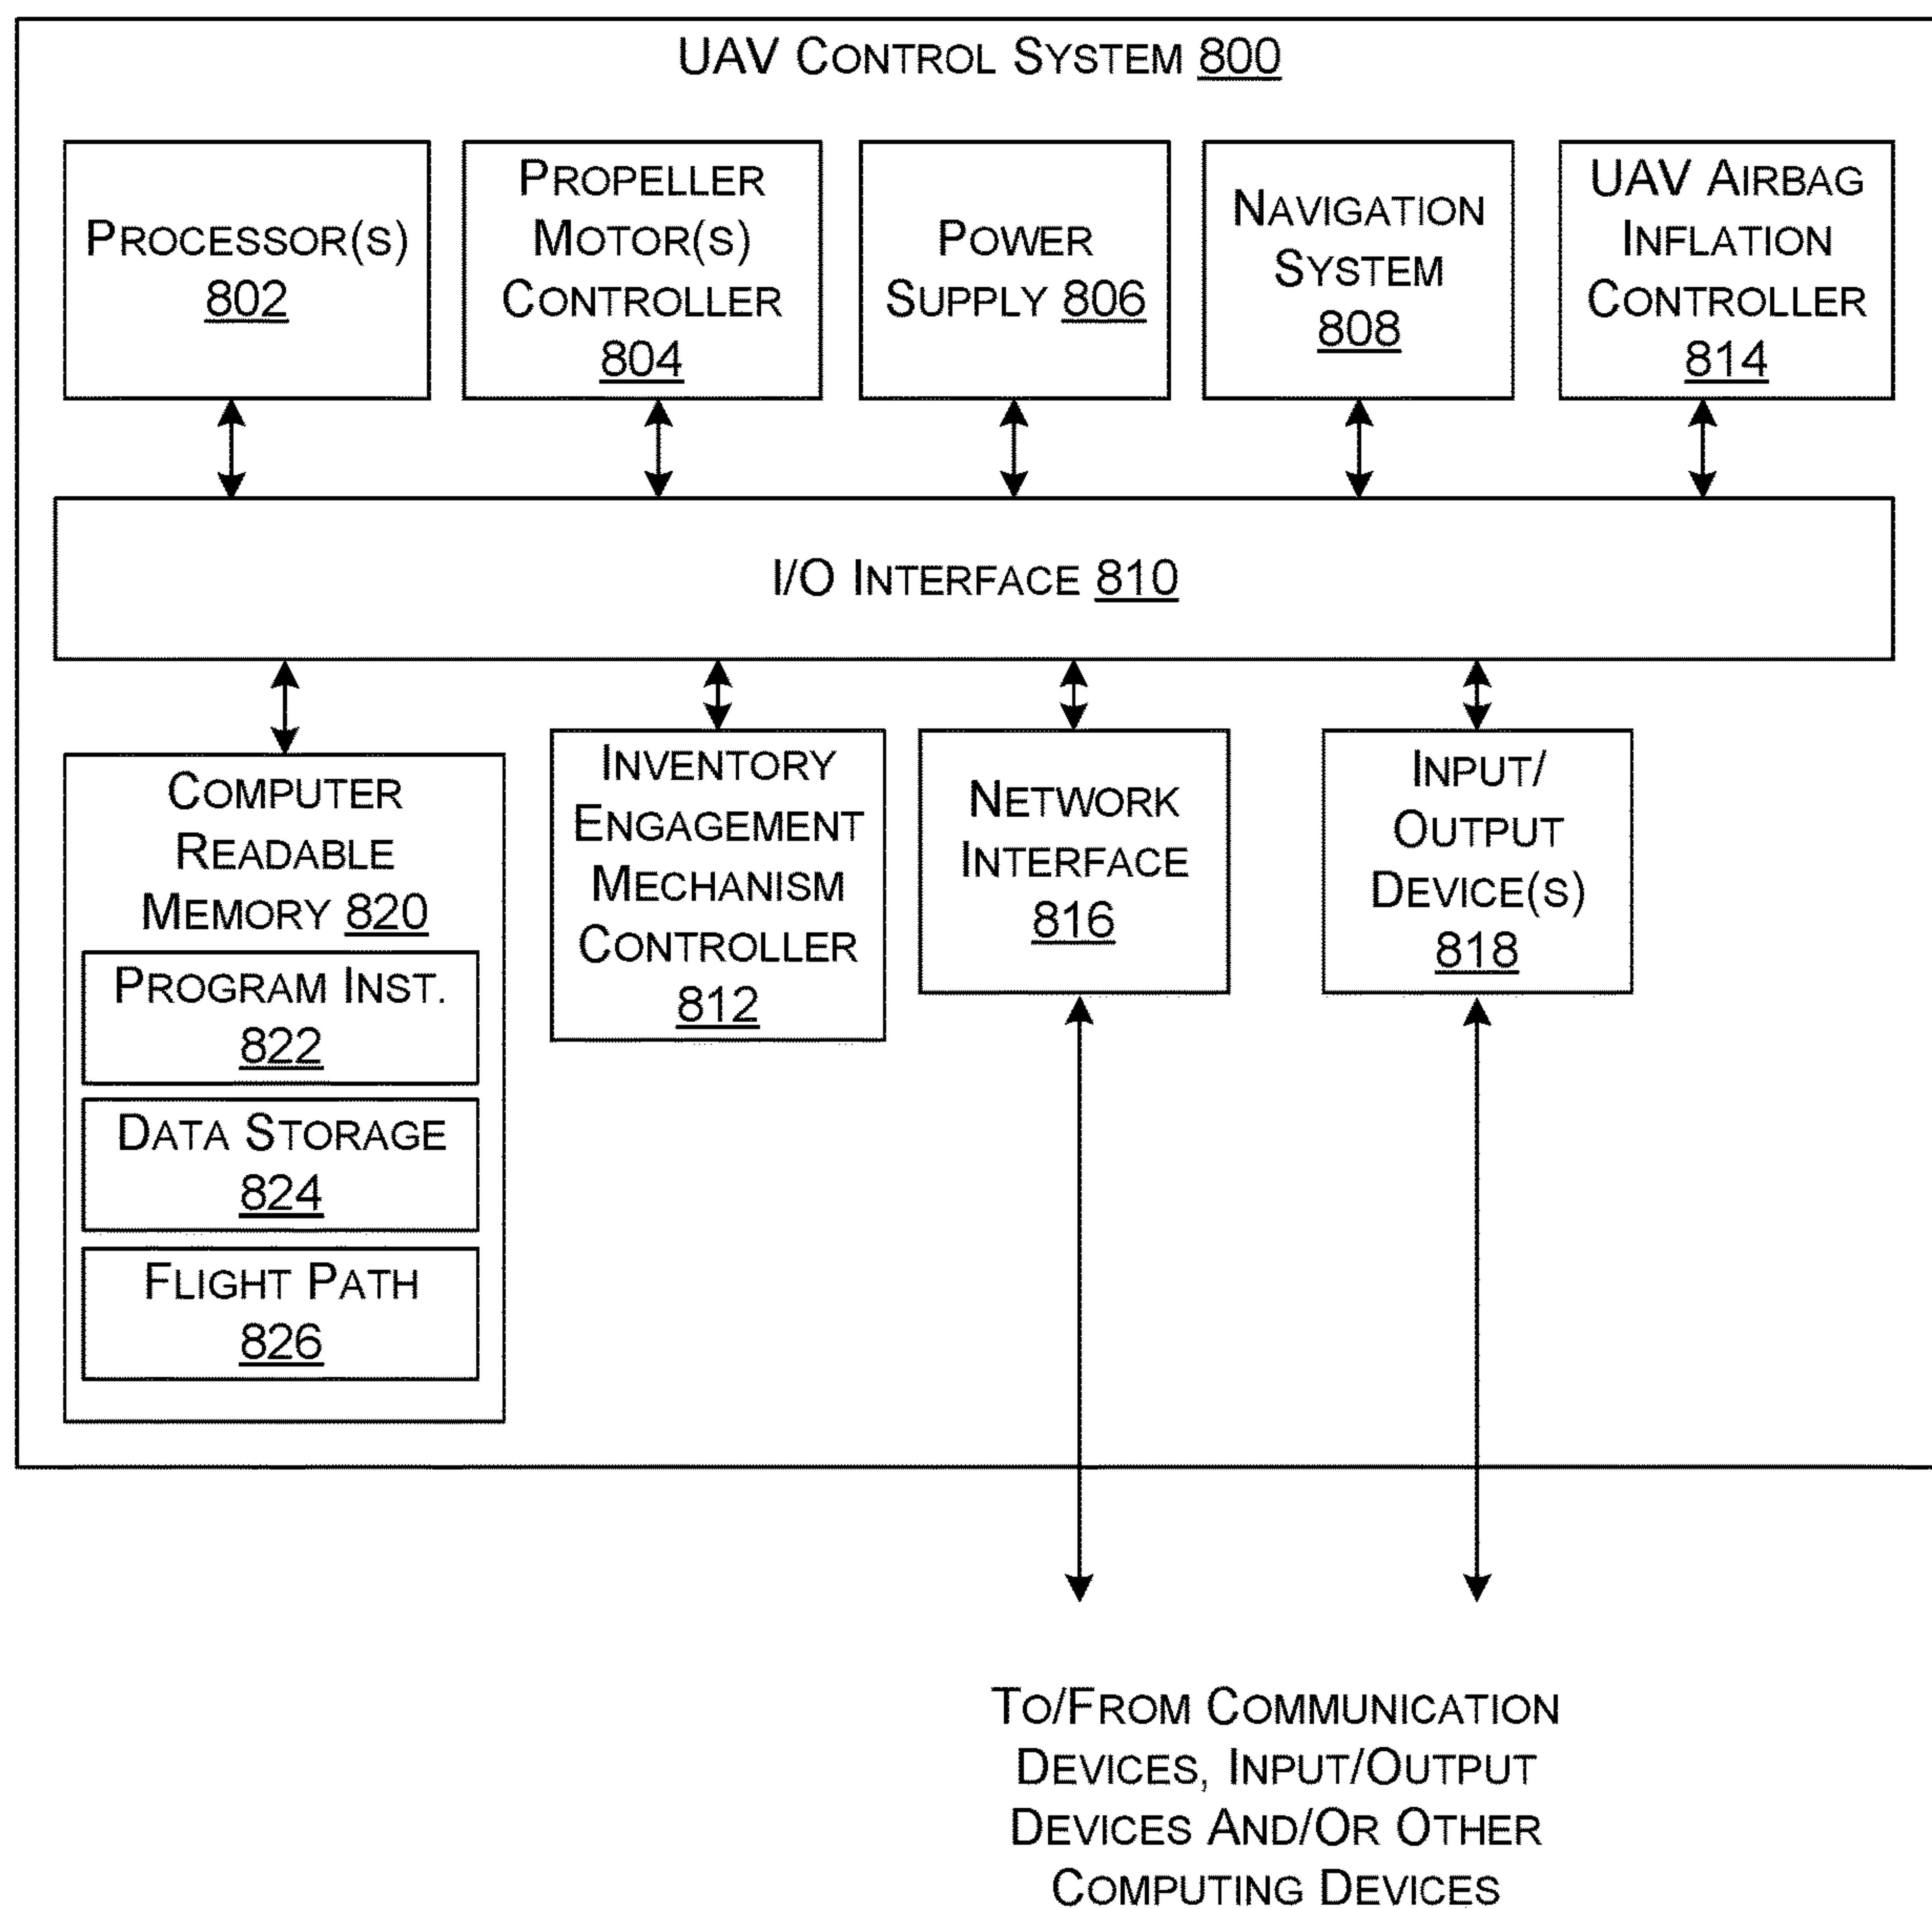 UAV CONTROL SYSTEM 800
PROCESSOR(S)
802
PROPELLER
MOTOR(S)
CONTROLLER
804
POWER
SUPPLY 806
NAVIGATION
SYSTEM
808
UAV AIRBAG
INFLATION
CONTROLLER
814
I/O INTERFACE 810
COMPUTER
READABLE
MEMORY 820
PROGRAM INST.
822
DATA STORAGE
824
FLIGHT PATH
826
INVENTORY
ENGAGEMENT
MECHANISM
CONTROLLER
812
NETWORK
INTERFACE
816
INPUT/
OUTPUT
DEVICE(S)
818
TO/FROM COMMUNICATION
DEVICES, INPUT/OUTPUT
DEVICES AND/OR OTHER
COMPUTING DEVICES